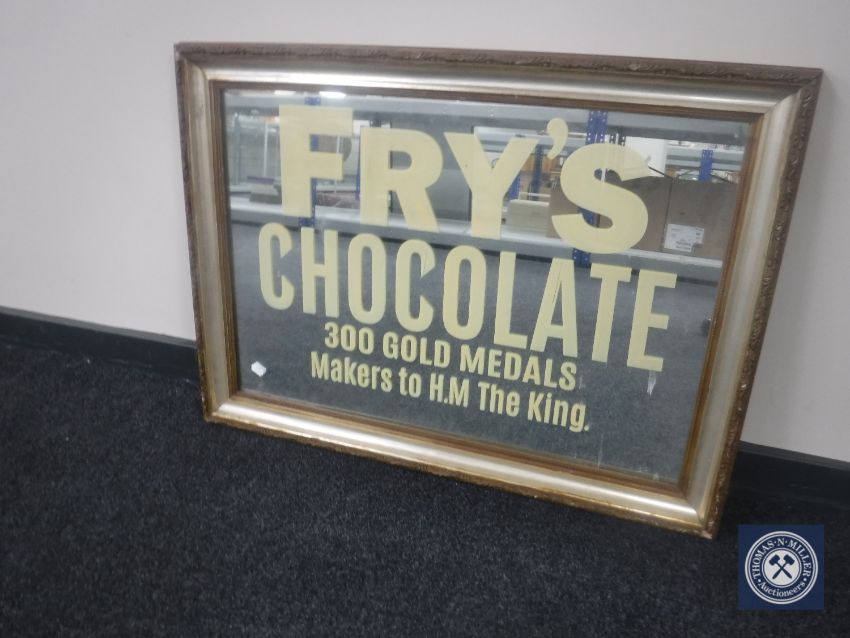 FRY'S
CHOCOLATE
300 GOLD MEDALS
Makers to H.M The King.
THOMAS·N·MILLER
Auctioneers